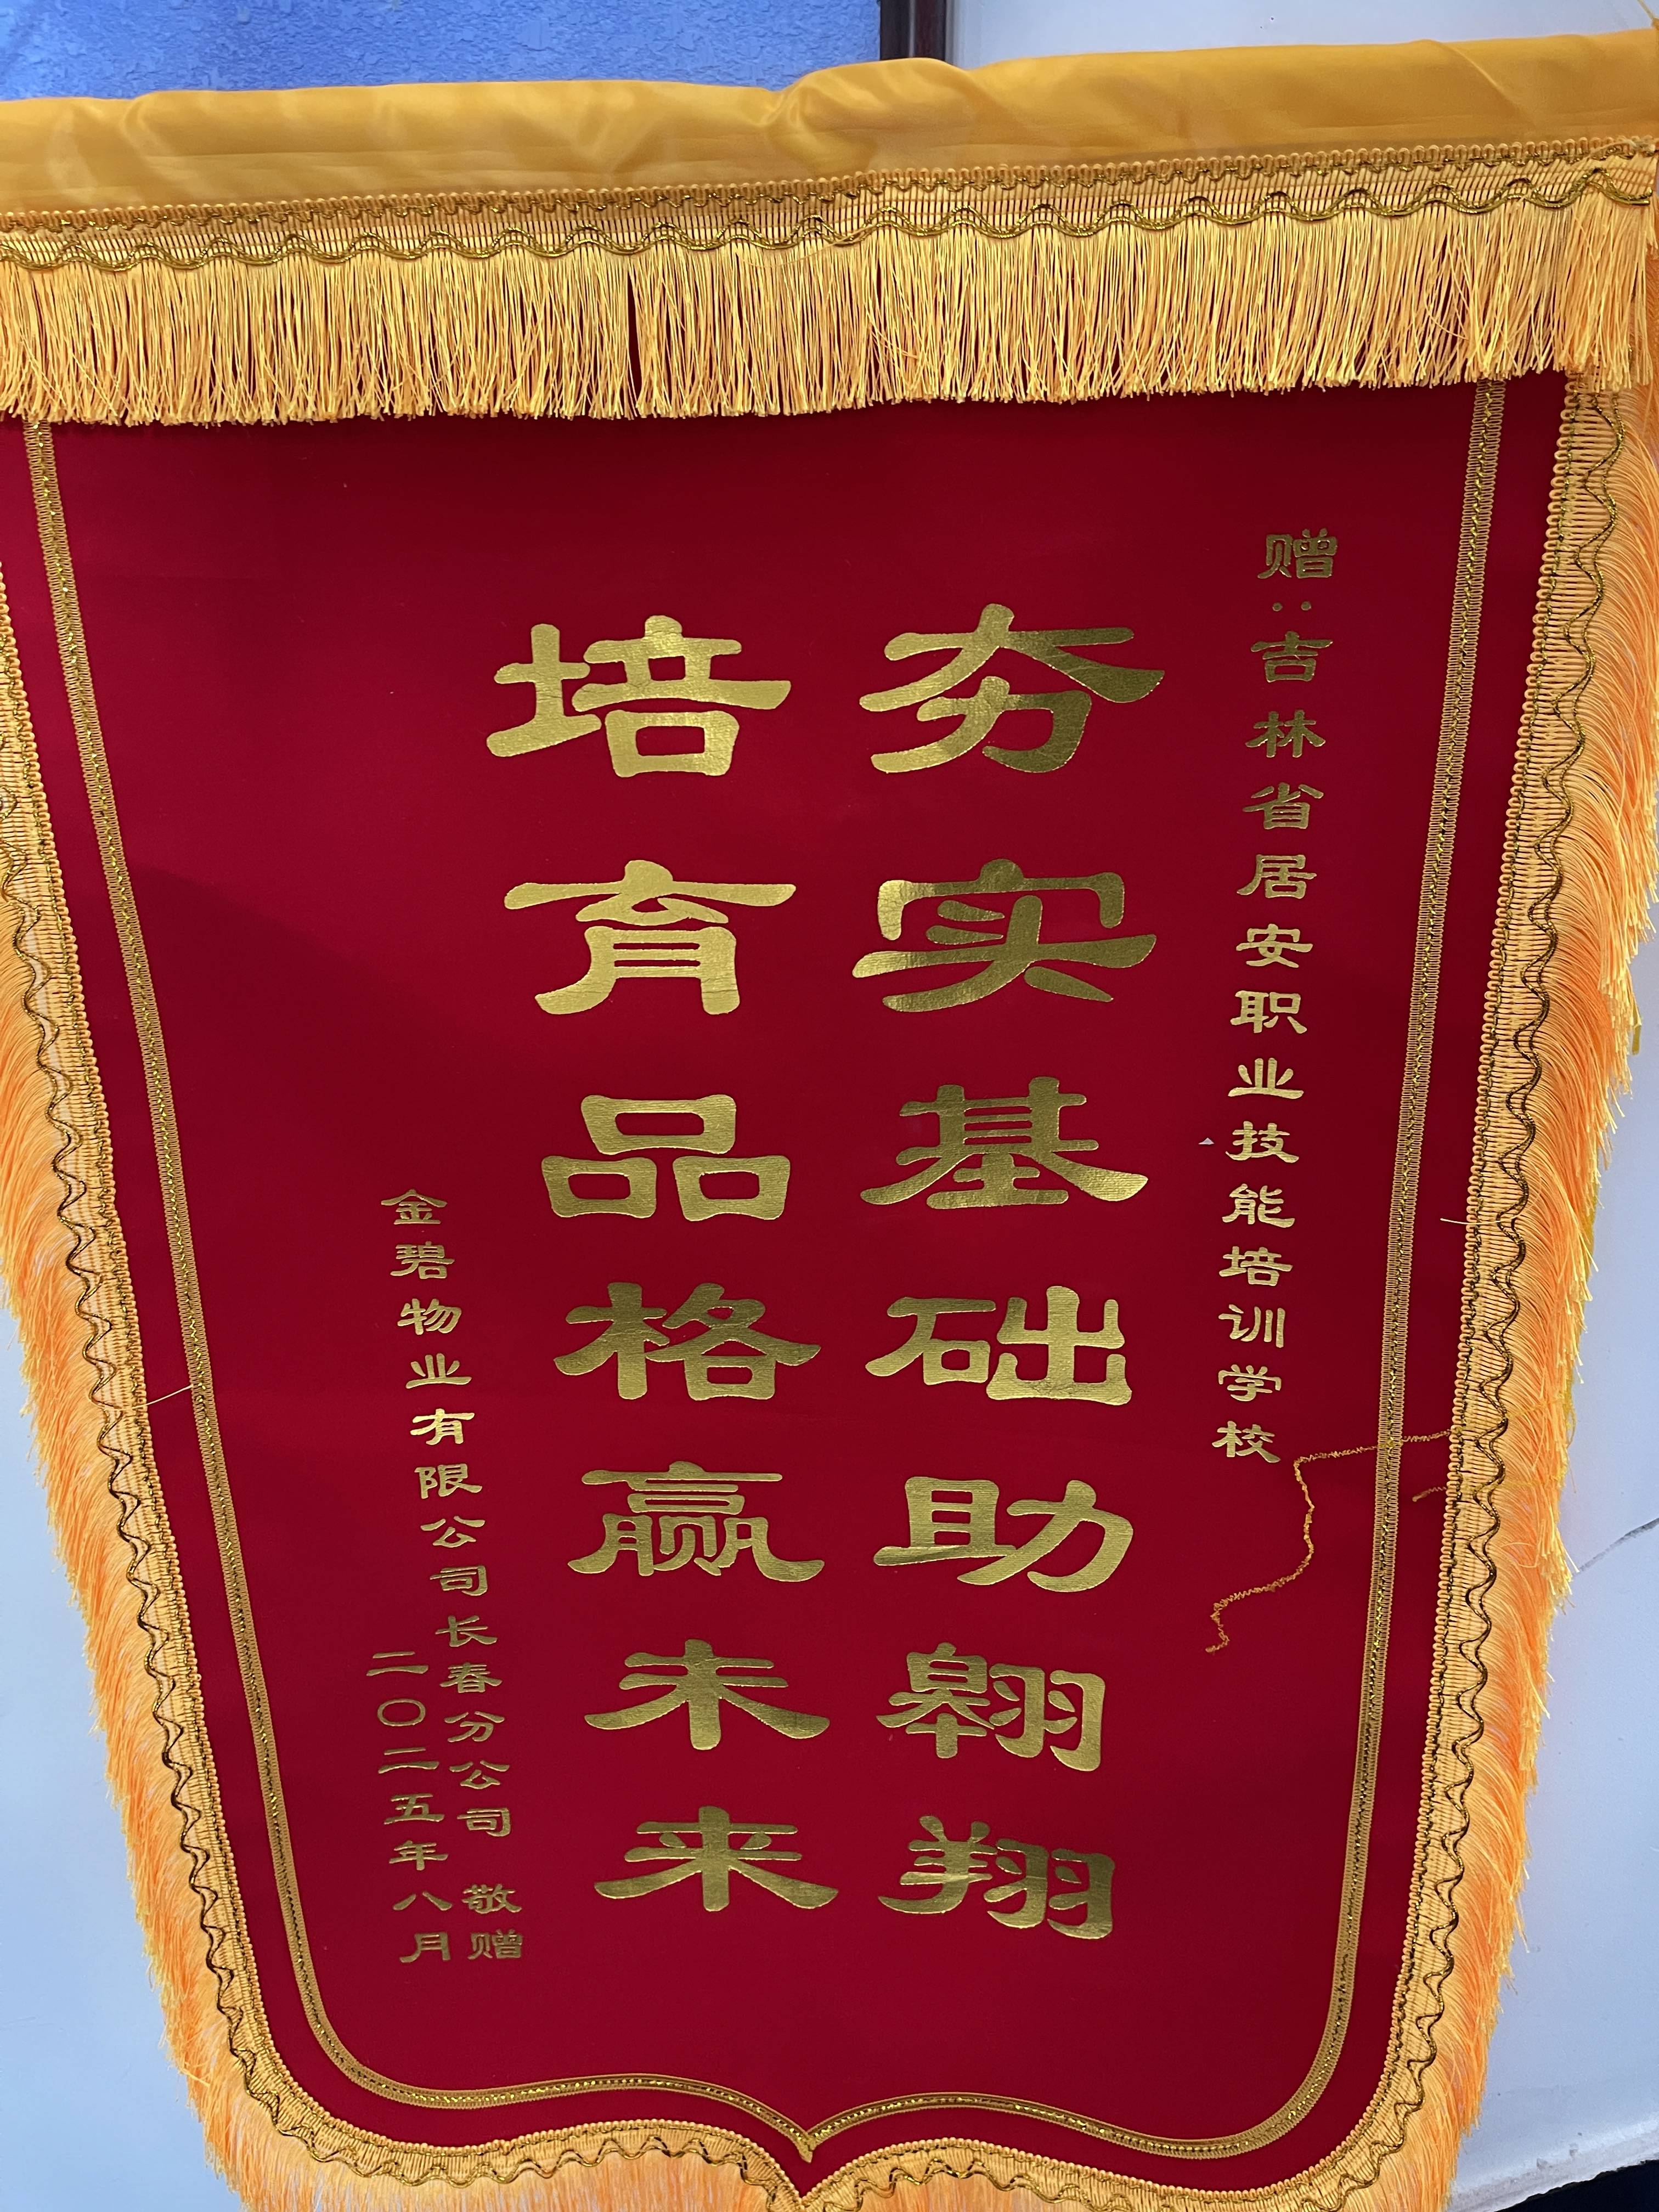 赠：吉林省居安职业技能培训学校
夯实基础助翱翔
培育品格赢未来
金碧物业有限公司长春分公司 敬赠
二〇二五年八月